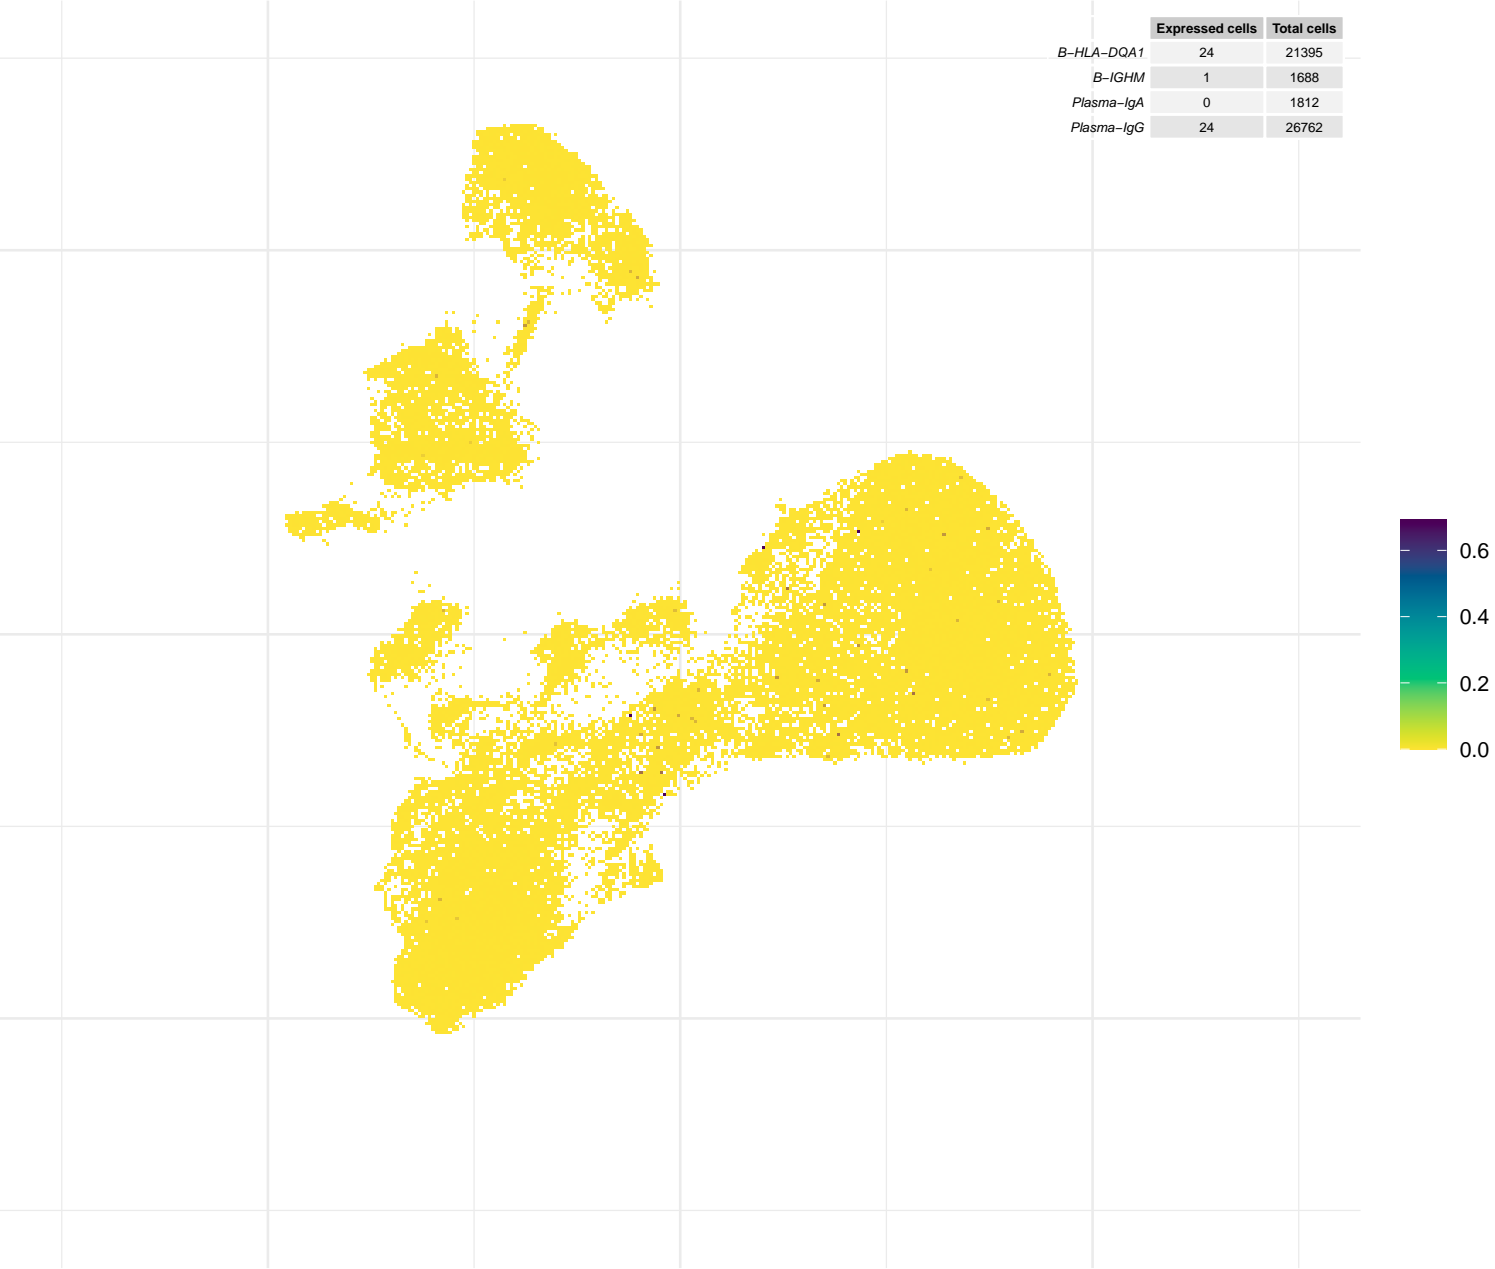 Expressed cells Total cells
B−HLA−DQA1 24 21395
B−IGHM 1 1688
Plasma−IgA 0 1812
Plasma−IgG 24 26762
0.6
0.4
0.2
0.0